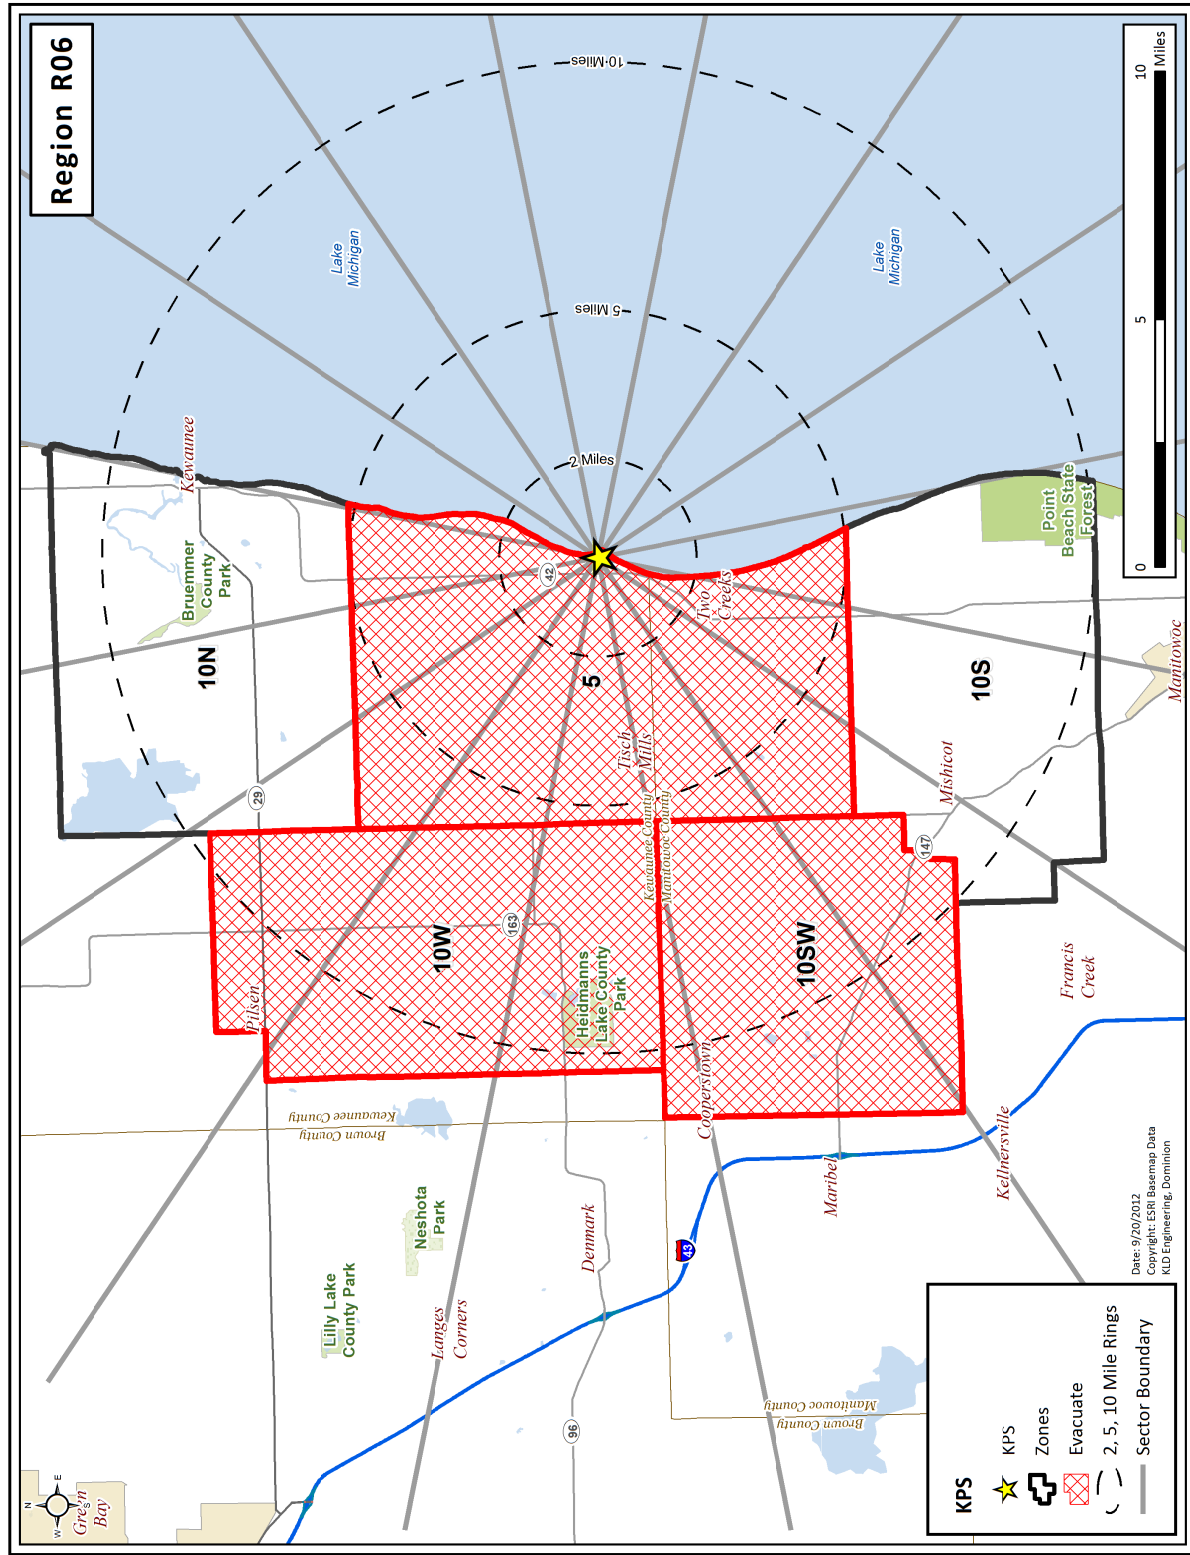 Region R06
10 Miles
5 Miles
2 Miles
Lake
Michigan
Lake
Michigan
Kewaunee
Bruemmer
County
Park
10N
29
42
5
Two
Creeks
Tisch
Mills
Kewaunee County
Manitowoc County
Point
Beach State
Forest
10S
Mishicot
Manitowoc
147
163
10W
Pilsen
Heidmanns
Lake County
Park
10SW
Cooperstown
Francis
Creek
Kewaunee County
Brown County
Maribel
Kellnersville
Neshota
Park
Denmark
Lilly Lake
County Park
Langes
Corners
43
96
Manitowoc County
Brown County
Green
Bay
N
E
S
W
0
5
10
Miles
Date: 9/20/2012
Copyright: ESRI Basemap Data
KLD Engineering, Dominion
KPS
KPS
Zones
Evacuate
2, 5, 10 Mile Rings
Sector Boundary